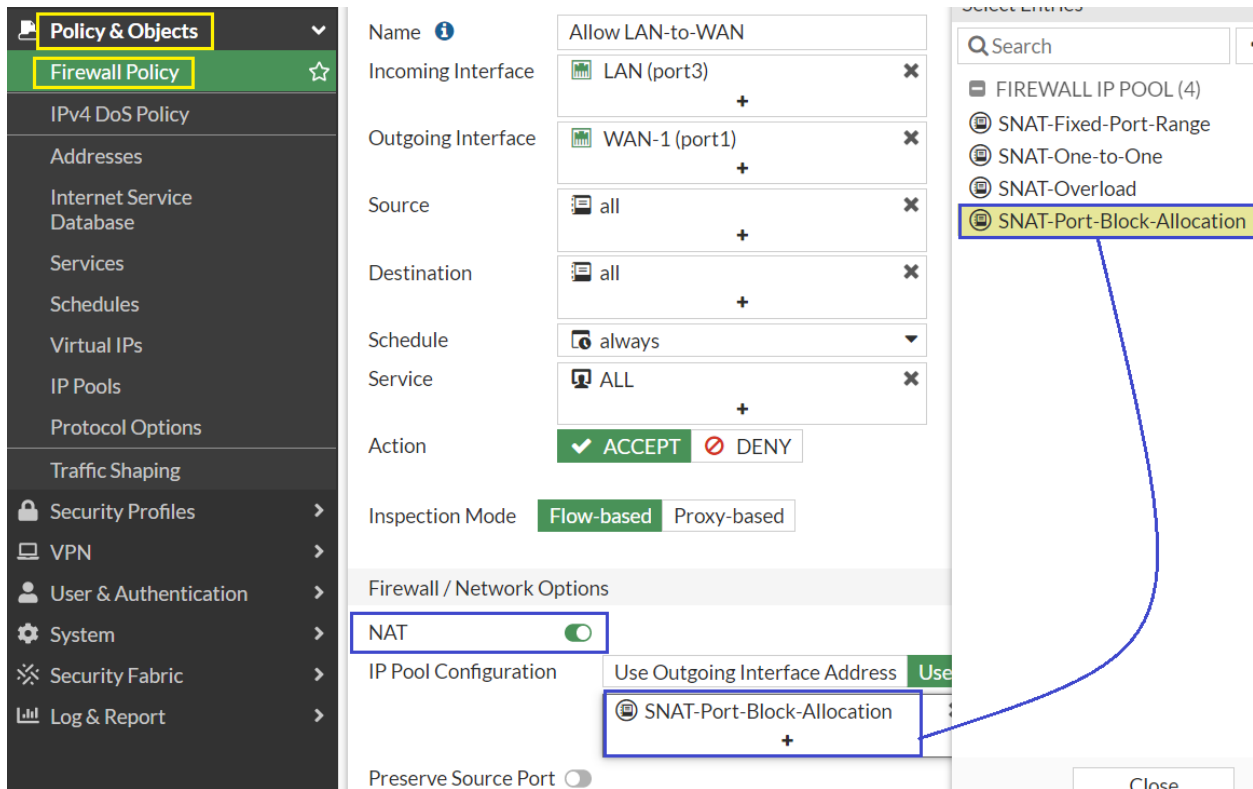 Policy & Objects
Firewall Policy
IPv4 DoS Policy
Addresses
Internet Service
Database
Services
Schedules
Virtual IPs
IP Pools
Protocol Options
Traffic Shaping
Security Profiles
VPN
User & Authentication
System
Security Fabric
Log & Report
Name
Allow LAN-to-WAN
Incoming Interface
LAN (port3)
+
Outgoing Interface
WAN-1 (port1)
+
Source
all
+
Destination
all
+
Schedule
always
Service
ALL
+
Action
ACCEPT
DENY
Inspection Mode
Flow-based
Proxy-based
Firewall / Network Options
NAT
IP Pool Configuration
Use Outgoing Interface Address
Use
SNAT-Port-Block-Allocation
+
Preserve Source Port
Select Entries
Search
FIREWALL IP POOL (4)
SNAT-Fixed-Port-Range
SNAT-One-to-One
SNAT-Overload
SNAT-Port-Block-Allocation
Close